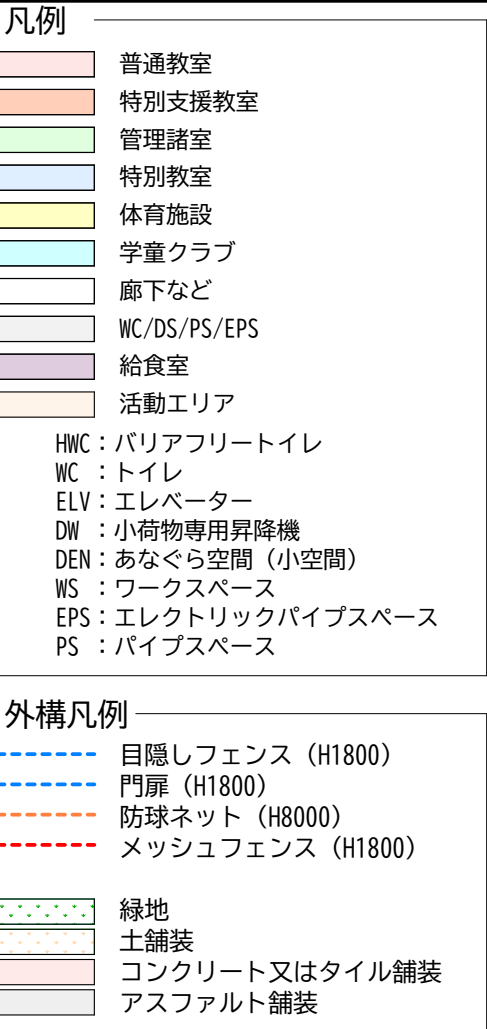 凡例
普通教室
特別支援教室
管理諸室
特別教室
体育施設
学童クラブ
廊下など
WC/DS/PS/EPS
給食室
活動エリア
HWC：バリアフリートイレ
WC ：トイレ
ELV：エレベーター
DW ：小荷物専用昇降機
DEN：あなぐら空間（小空間）
WS ：ワークスペース
EPS：エレクトリックパイプスペース
PS ：パイプスペース
外構凡例
目隠しフェンス（H1800）
門扉（H1800）
防球ネット（H8000）
メッシュフェンス（H1800）
緑地
土舗装
コンクリート又はタイル舗装
アスファルト舗装